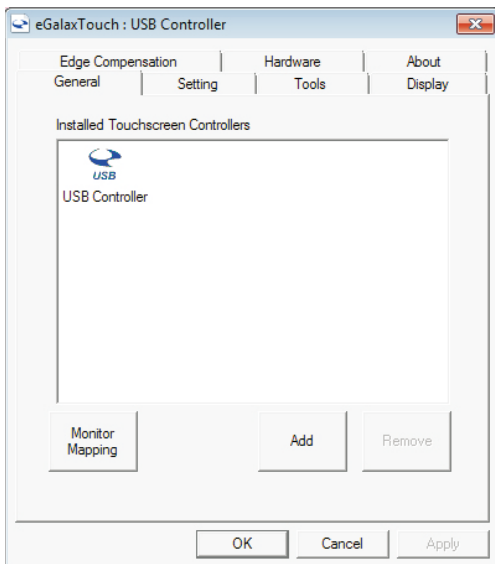 eGalaxTouch : USB Controller
Edge Compensation Hardware About
General Setting Tools Display
Installed Touchscreen Controllers
USB
USB Controller
Monitor
Mapping
Add
Remove
OK Cancel Apply